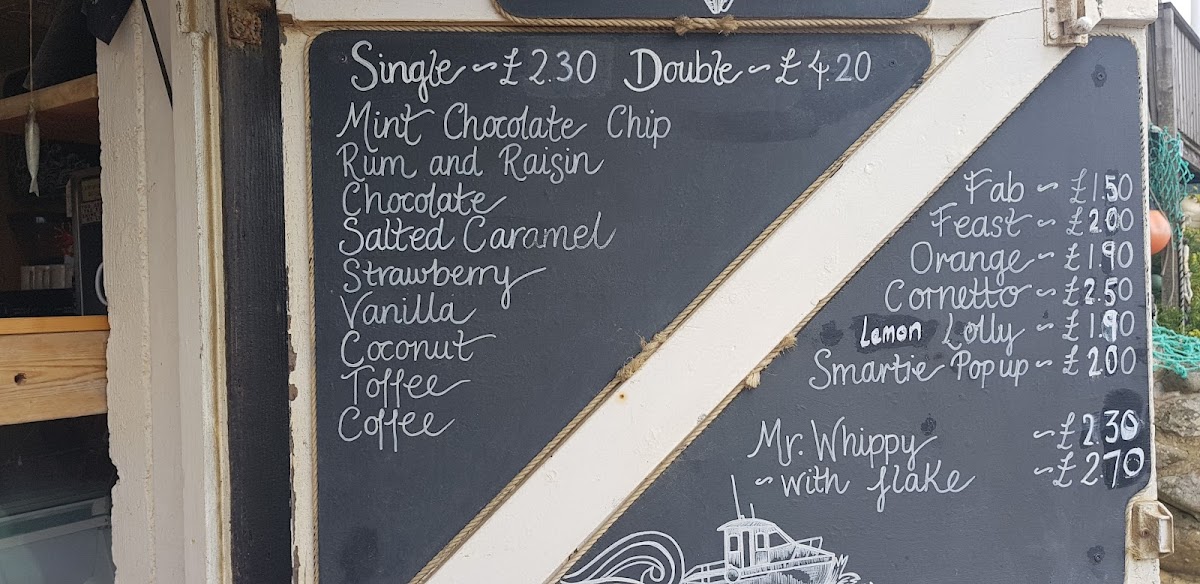 Single ~ £2.30 Double ~ £4.20
Mint Chocolate Chip
Rum and Raisin
Chocolate
Salted Caramel
Strawberry
Vanilla
Coconut
Toffee
Coffee
Fab ~ £1.50
Feast ~ £2.00
Orange ~ £1.90
Cornetto ~ £2.50
Lemon Lolly ~ £1.90
Smartie Pop up ~ £2.00
Mr. Whippy ~ £2.30
~ with flake ~ £2.70